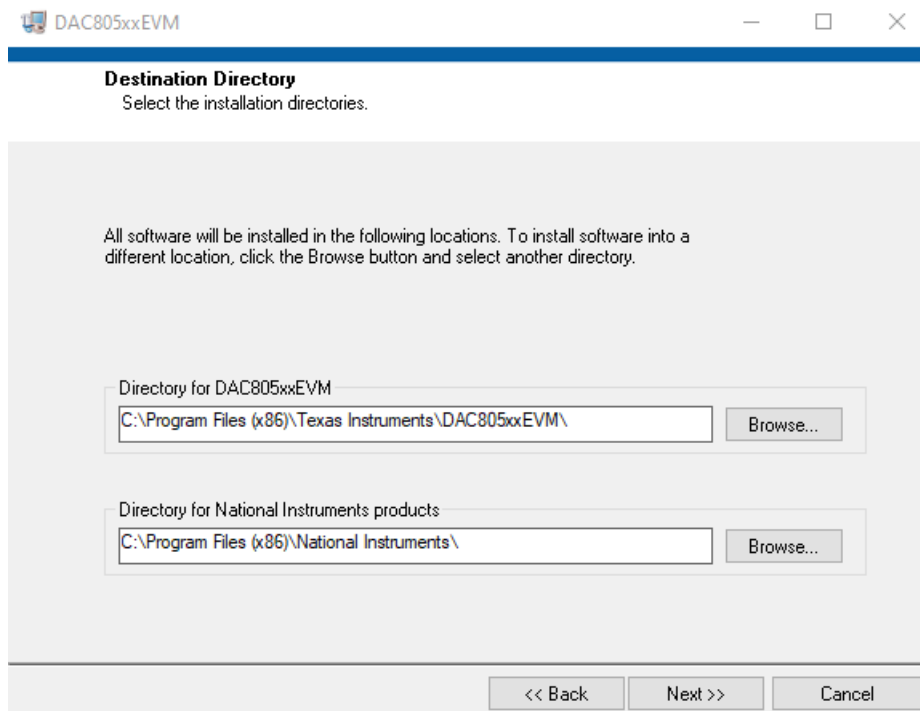 DAC805xxEVM
Destination Directory
Select the installation directories.
All software will be installed in the following locations. To install software into a
different location, click the Browse button and select another directory.
Directory for DAC805xxEVM
C:\Program Files (x86)\Texas Instruments\DAC805xxEVM\
Browse...
Directory for National Instruments products
C:\Program Files (x86)\National Instruments\
Browse...
<< Back
Next >>
Cancel